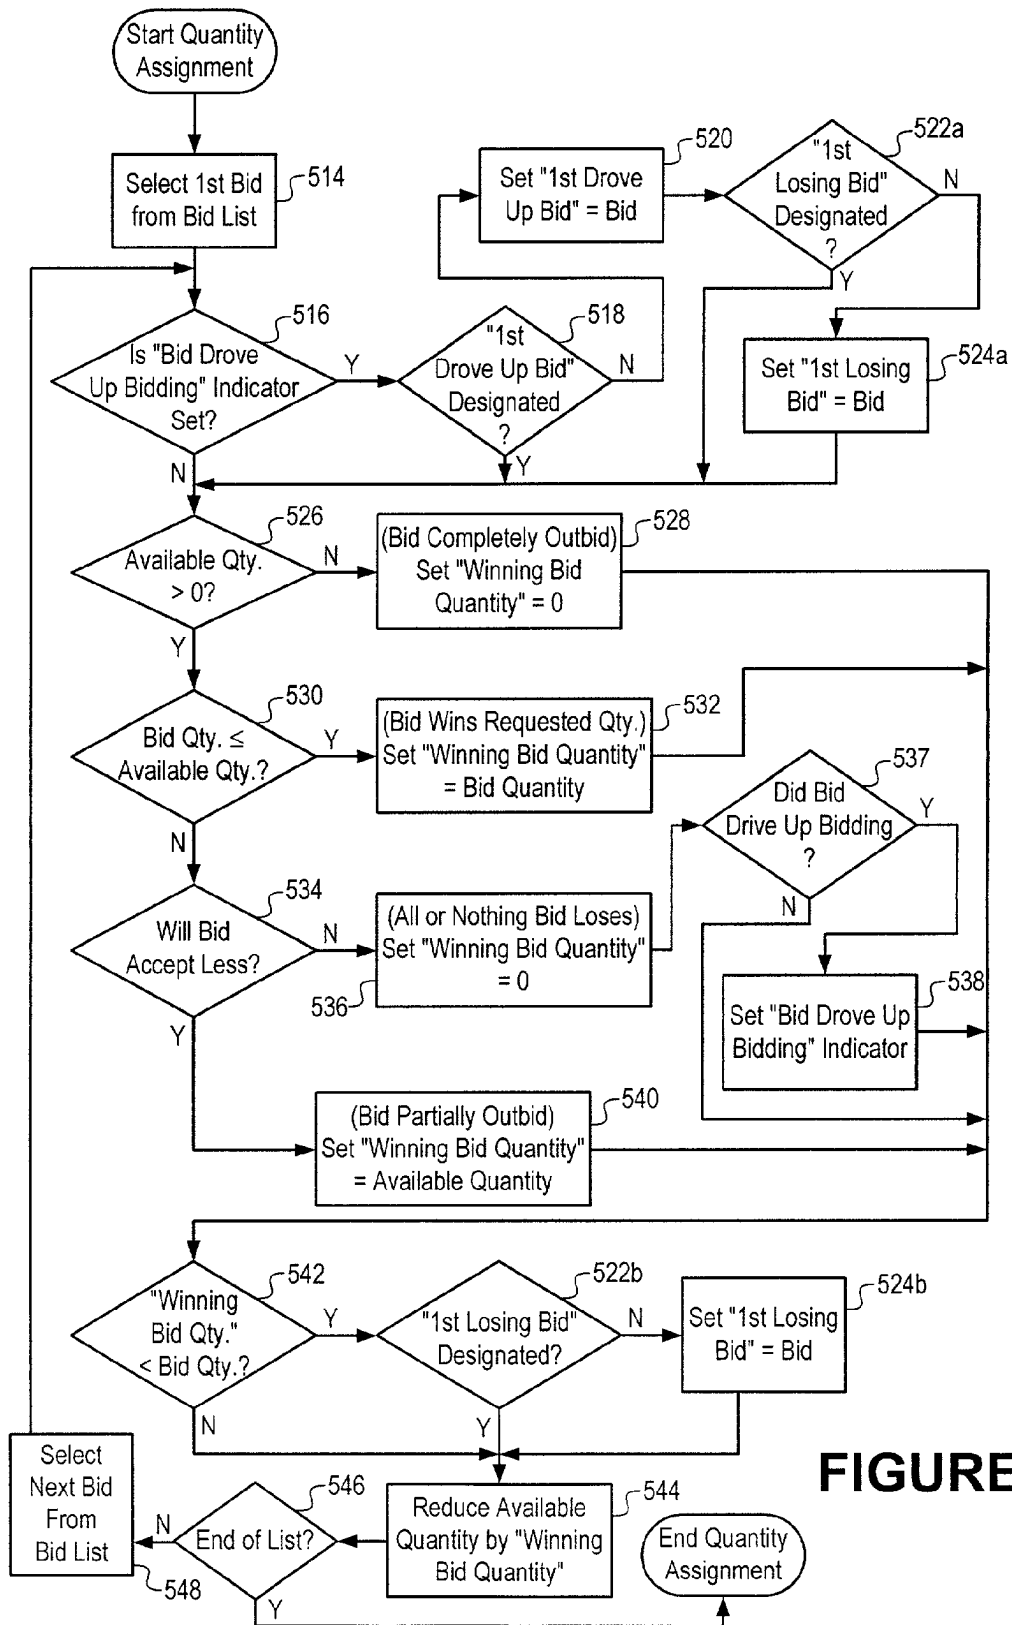 Start Quantity
Assignment
Select 1st Bid
from Bid List
514
Set "1st Drove
Up Bid" = Bid
520
"1st
Losing Bid"
Designated
?
522a
N
Y
Is "Bid Drove
Up Bidding" Indicator
Set?
516
Y
N
"1st
Drove Up Bid"
Designated
?
518
N
Y
Set "1st Losing
Bid" = Bid
524a
Available Qty.
> 0?
526
N
Y
(Bid Completely Outbid)
Set "Winning Bid
Quantity" = 0
528
Bid Qty. ≤
Available Qty.?
530
Y
N
(Bid Wins Requested Qty.)
Set "Winning Bid Quantity"
= Bid Quantity
532
Did Bid
Drive Up Bidding
?
537
Y
N
Will Bid
Accept Less?
534
N
Y
(All or Nothing Bid Loses)
Set "Winning Bid Quantity"
= 0
536
Set "Bid Drove Up
Bidding" Indicator
538
(Bid Partially Outbid)
Set "Winning Bid Quantity"
= Available Quantity
540
"Winning
Bid Qty."
< Bid Qty.?
542
Y
N
"1st Losing Bid"
Designated?
522b
N
Y
Set "1st Losing
Bid" = Bid
524b
FIGURE
Select
Next Bid
From
Bid List
548
End of List?
546
N
Y
Reduce Available
Quantity by "Winning
Bid Quantity"
544
End Quantity
Assignment